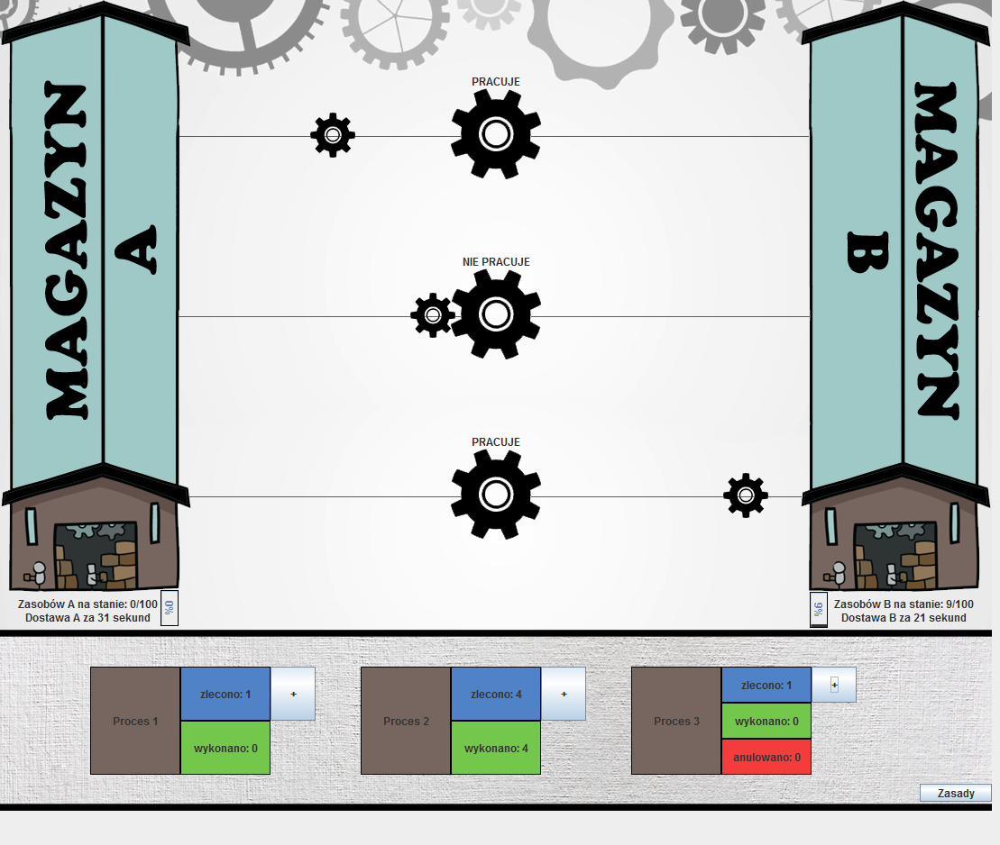 MAGAZYN
A
PRACUJE
NIE PRACUJE
PRACUJE
MAGAZYN
B
Zasobów A na stanie: 0/100
Dostawa A za 31 sekund
0%
9%
Zasobów B na stanie: 9/100
Dostawa B za 21 sekund
Proces 1
zlecono: 1
+
wykonano: 0
Proces 2
zlecono: 4
+
wykonano: 4
Proces 3
zlecono: 1
+
wykonano: 0
anulowano: 0
Zasady